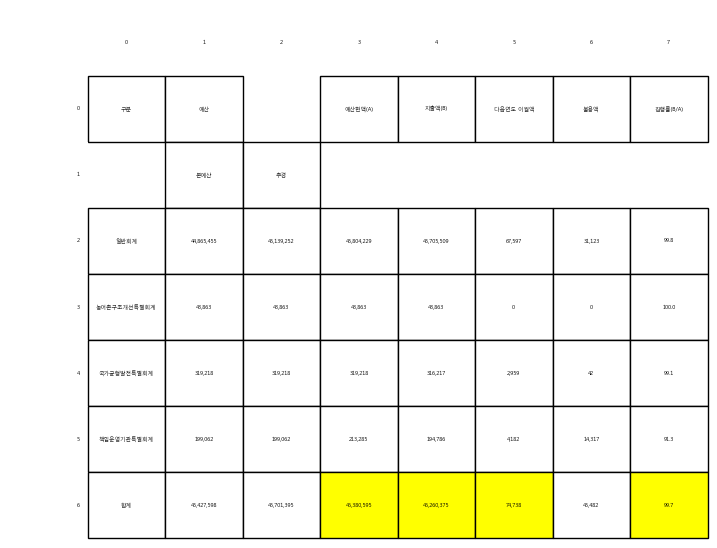 0 1 2 3 4 5 6 7
0 구분 예산 예산현액(A) 지출액(B) 다음연도 이월액 불용액 집행률(B/A)
1 본예산 추경
2 일반회계 44,865,455 45,139,252 45,804,229 45,705,509 67,597 31,123 99.8
3 농어촌구조개선특별회계 43,863 43,863 43,863 43,863 0 0 100.0
4 국가균형발전특별회계 319,218 319,218 319,218 316,217 2,959 42 99.1
5 책임운영기관특별회계 199,062 199,062 213,285 194,786 4,182 14,317 91.3
6 합계 45,427,598 45,701,395 46,380,595 46,260,375 74,738 45,482 99.7